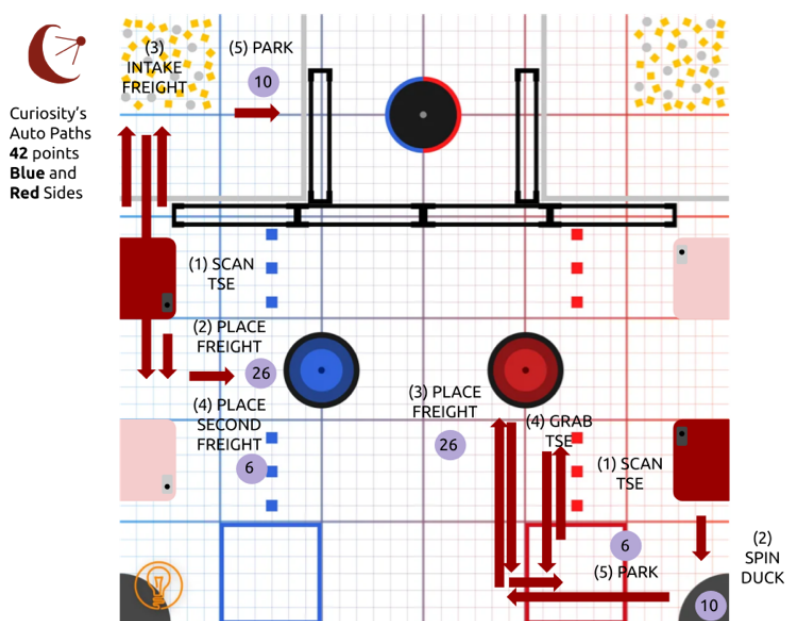 (3)
INTAKE
FREIGHT
(5) PARK
10
Curiosity's
Auto Paths
42 points
Blue and
Red Sides
(1) SCAN
TSE
(2) PLACE
FREIGHT
26
(4) PLACE
SECOND
FREIGHT
6
(3) PLACE
FREIGHT
26
(4) GRAB
TSE
(1) SCAN
TSE
6
(5) PARK
(2)
SPIN
DUCK
10